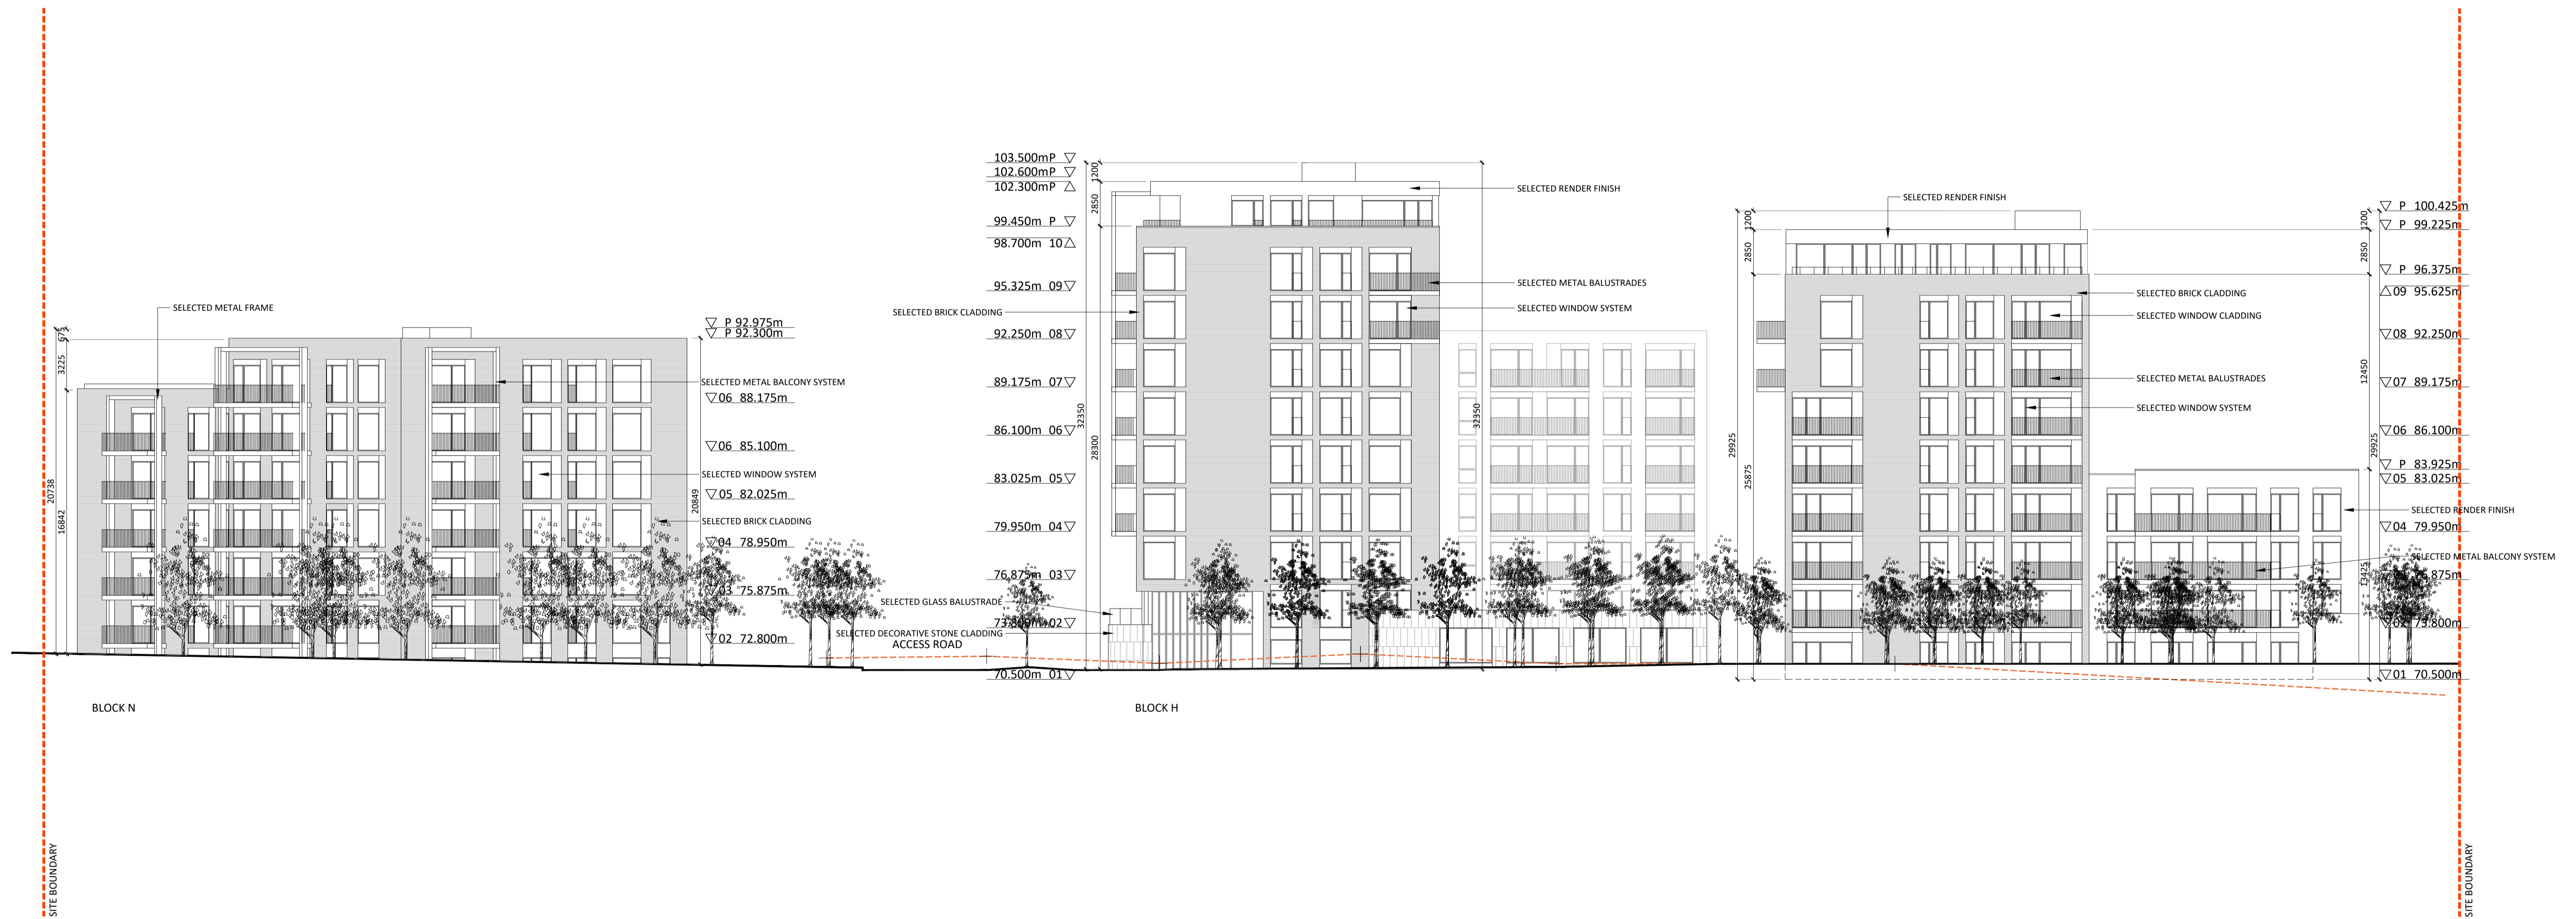 SITE BOUNDARY
SELECTED METAL FRAME
675
3225
20738
16842
P 92.975m
P 92.300m
SELECTED METAL BALCONY SYSTEM
06 88.175m
06 85.100m
SELECTED WINDOW SYSTEM
05 82.025m
20849
SELECTED BRICK CLADDING
04 78.950m
03 75.875m
02 72.800m
BLOCK N
103.500mP
102.600mP
102.300mP
99.450m P
98.700m 10
95.325m 09
92.250m 08
89.175m 07
86.100m 06
83.025m 05
79.950m 04
76.875m 03
73.800m 02
70.500m 01
1200
2850
32350
28300
SELECTED BRICK CLADDING
SELECTED GLASS BALUSTRADE
SELECTED DECORATIVE STONE CLADDING
ACCESS ROAD
BLOCK H
SELECTED RENDER FINISH
SELECTED METAL BALUSTRADES
SELECTED WINDOW SYSTEM
32350
1200
2850
29925
25875
SELECTED RENDER FINISH
SELECTED BRICK CLADDING
SELECTED WINDOW CLADDING
SELECTED METAL BALUSTRADES
SELECTED WINDOW SYSTEM
1200
2850
12450
29925
13425
P 100.425m
P 99.225m
P 96.375m
09 95.625m
08 92.250m
07 89.175m
06 86.100m
P 83.925m
05 83.025m
SELECTED RENDER FINISH
04 79.950m
SELECTED METAL BALCONY SYSTEM
01 70.500m
SITE BOUNDARY